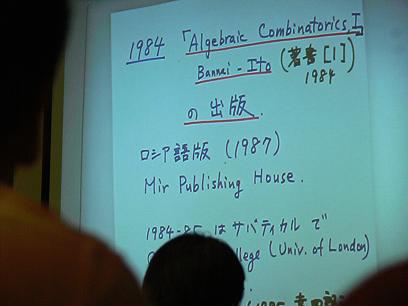 1984 「Algebraic Combinatorics, I」
Bannai - Ito (著書 [1]
1984)
の出版.
ロシア語版 (1987)
Mir Publishing House.
1984-85 は サバティカル で
llege (Univ. of London)